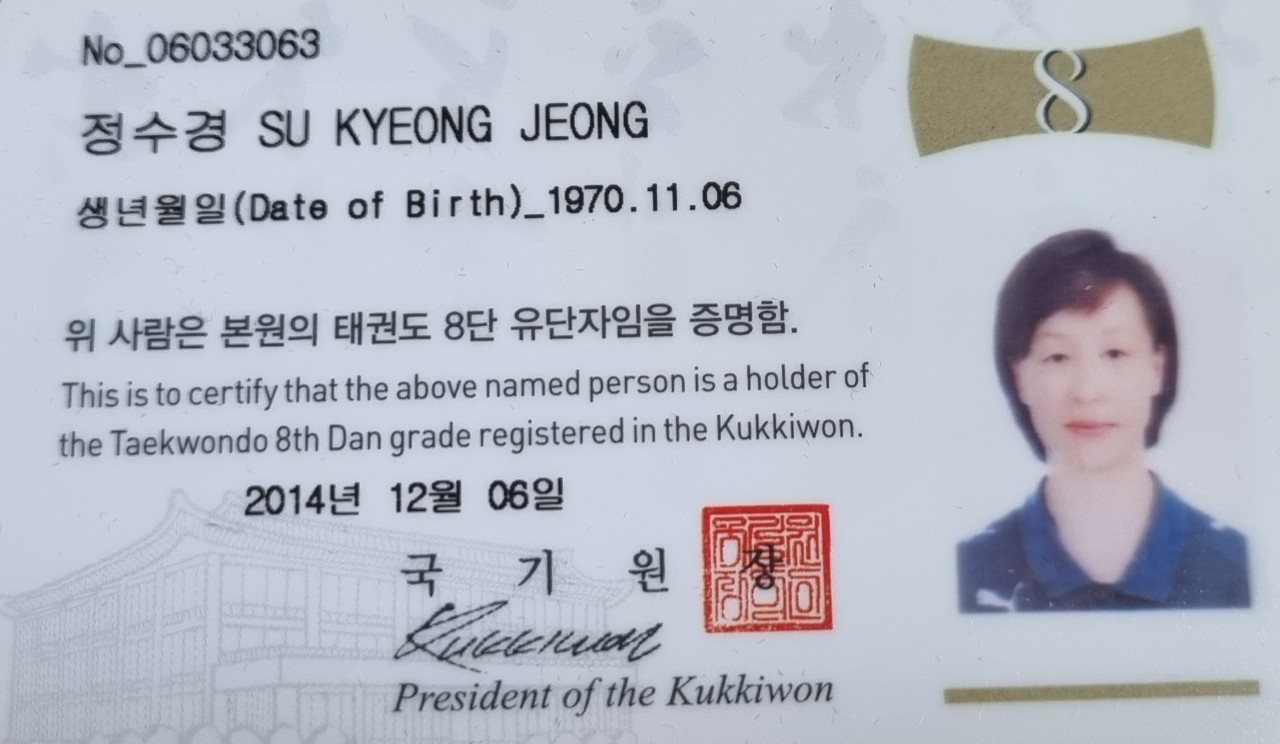 No_06033063
8
정수경 SU KYEONG JEONG
생년월일(Date of Birth)_1970.11.06
위 사람은 본원의 태권도 8단 유단자임을 증명함.
This is to certify that the above named person is a holder of
the Taekwondo 8th Dan grade registered in the Kukkiwon.
2014년 12월 06일
국 기 원 장
Kukkiwon
President of the Kukkiwon